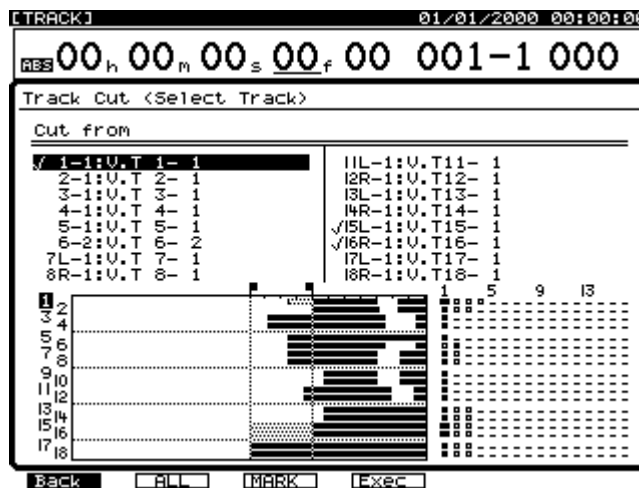 [TRACK] 01/01/2000 00:00:00
ABS 00h 00m 00s 00f 00 001-1 000
Track Cut <Select Track>
Cut from
√ 1-1:V.T 1- 1
2-1:V.T 2- 1
3-1:V.T 3- 1
4-1:V.T 4- 1
5-1:V.T 5- 1
6-2:V.T 6- 2
7L-1:V.T 7- 1
8R-1:V.T 8- 1
11L-1:V.T11- 1
12R-1:V.T12- 1
13L-1:V.T13- 1
14R-1:V.T14- 1
√15L-1:V.T15- 1
√16R-1:V.T16- 1
17L-1:V.T17- 1
18R-1:V.T18- 1
1 5 9 13
1
2
3
4
5
6
7
8
9
10
11
12
13
14
15
16
17
18
Back ALL MARK Exec